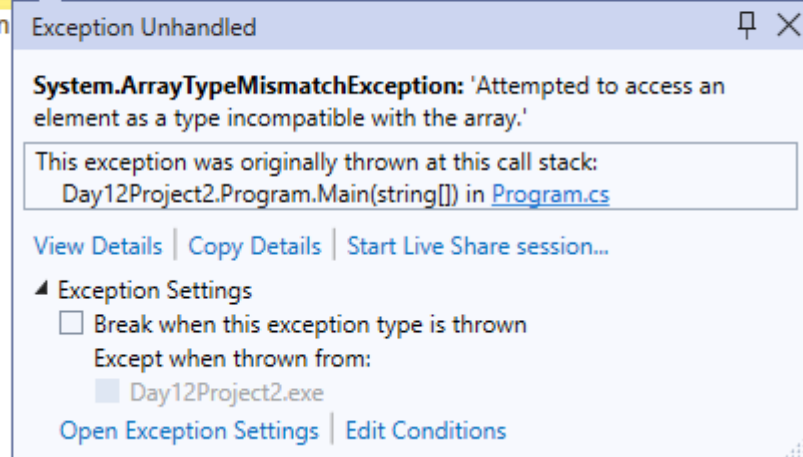 n
Exception Unhandled
System.ArrayTypeMismatchException: 'Attempted to access an
element as a type incompatible with the array.'
This exception was originally thrown at this call stack:
Day12Project2.Program.Main(string[]) in Program.cs
View Details | Copy Details | Start Live Share session...
Exception Settings
Break when this exception type is thrown
Except when thrown from:
Day12Project2.exe
Open Exception Settings | Edit Conditions